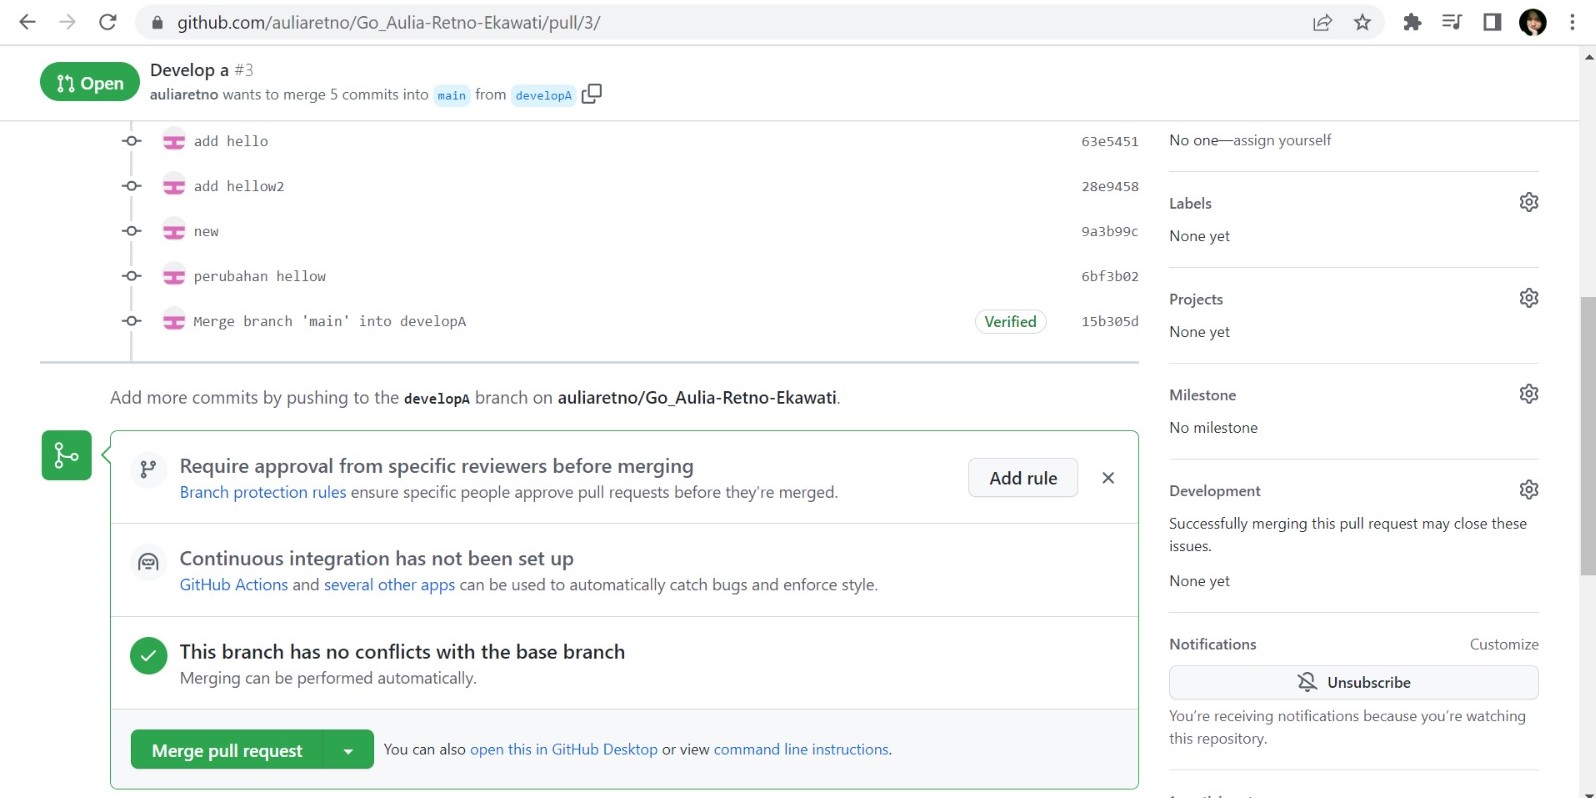 github.com/auliaretno/Go_Aulia-Retno-Ekawati/pull/3/
Open
Develop a #3
auliaretno wants to merge 5 commits into main from developA
add hello 63e5451
add hellow2 28e9458
new 9a3b99c
perubahan hellow 6bf3b02
Merge branch 'main' into developA Verified 15b305d
Add more commits by pushing to the developA branch on auliaretno/Go_Aulia-Retno-Ekawati.
Require approval from specific reviewers before merging
Branch protection rules ensure specific people approve pull requests before they're merged.
Add rule
Continuous integration has not been set up
GitHub Actions and several other apps can be used to automatically catch bugs and enforce style.
This branch has no conflicts with the base branch
Merging can be performed automatically.
Merge pull request
You can also open this in GitHub Desktop or view command line instructions.
No one—assign yourself
Labels
None yet
Projects
None yet
Milestone
No milestone
Development
Successfully merging this pull request may close these
issues.
None yet
Notifications Customize
Unsubscribe
You're receiving notifications because you're watching
this repository.